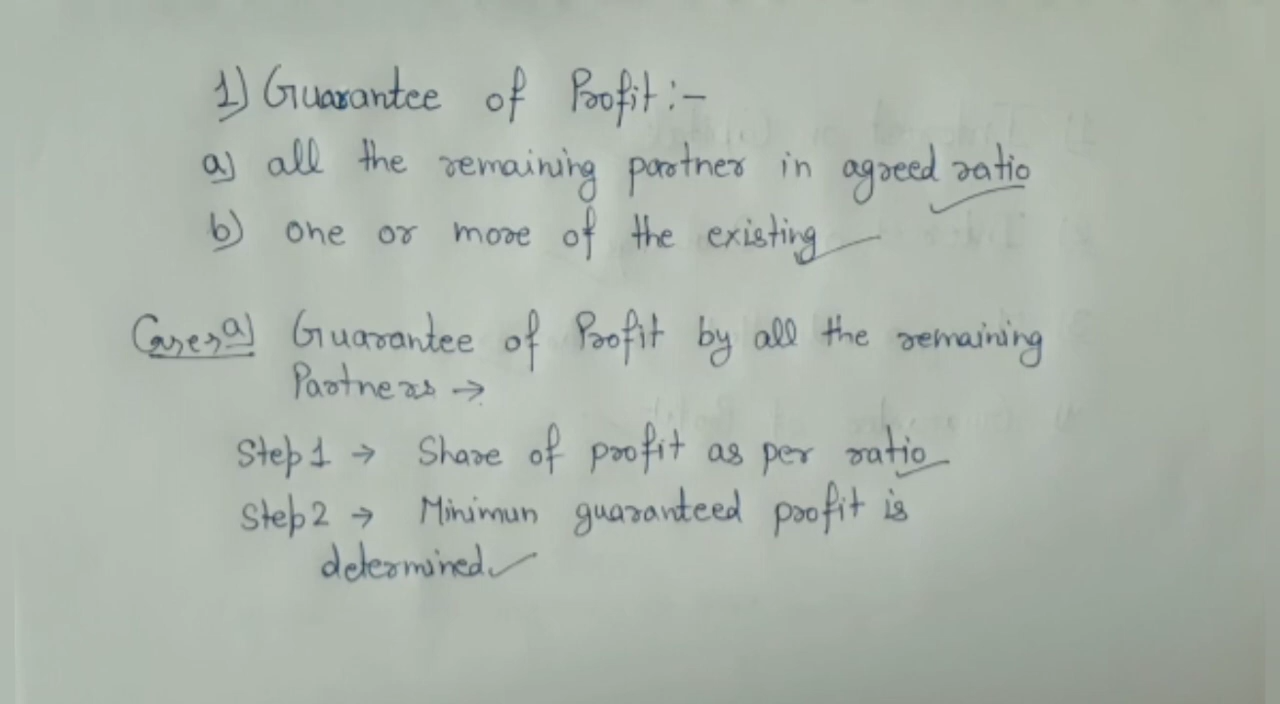 1) Guarantee of Profit :-
a) all the remaining partner in agreed ratio
b) one or more of the existing
Cases a) Guarantee of Profit by all the remaining
Partners →
Step 1 → Share of profit as per ratio
Step 2 → Minimun guaranteed profit is
determined.